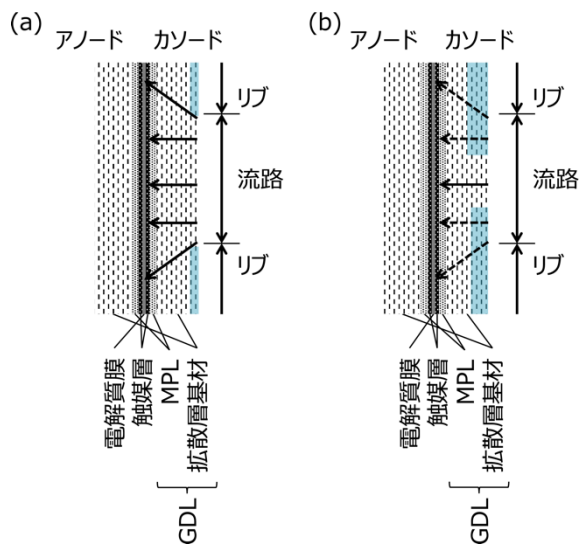 (a)
アノード カソード
リブ
流路
リブ
電解質膜
触媒層
MPL
拡散層基材
GDL
(b)
アノード カソード
リブ
流路
リブ
電解質膜
触媒層
MPL
拡散層基材
GDL